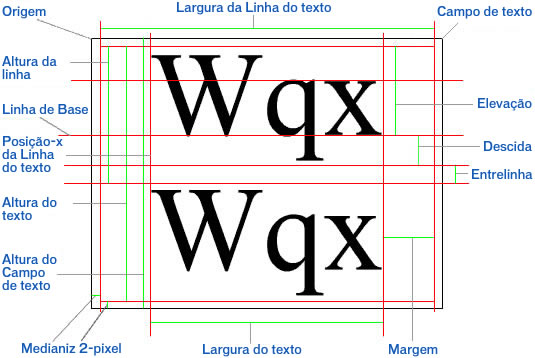 Origem
Largura da Linha do texto
Campo de texto
Altura da
linha
Wqx
Elevação
Linha de Base
Posição-x
da Linha
do texto
Descida
Entrelinha
Altura do
texto
Wqx
Altura do
Campo
de texto
Medianiz 2-pixel
Largura do texto
Margem